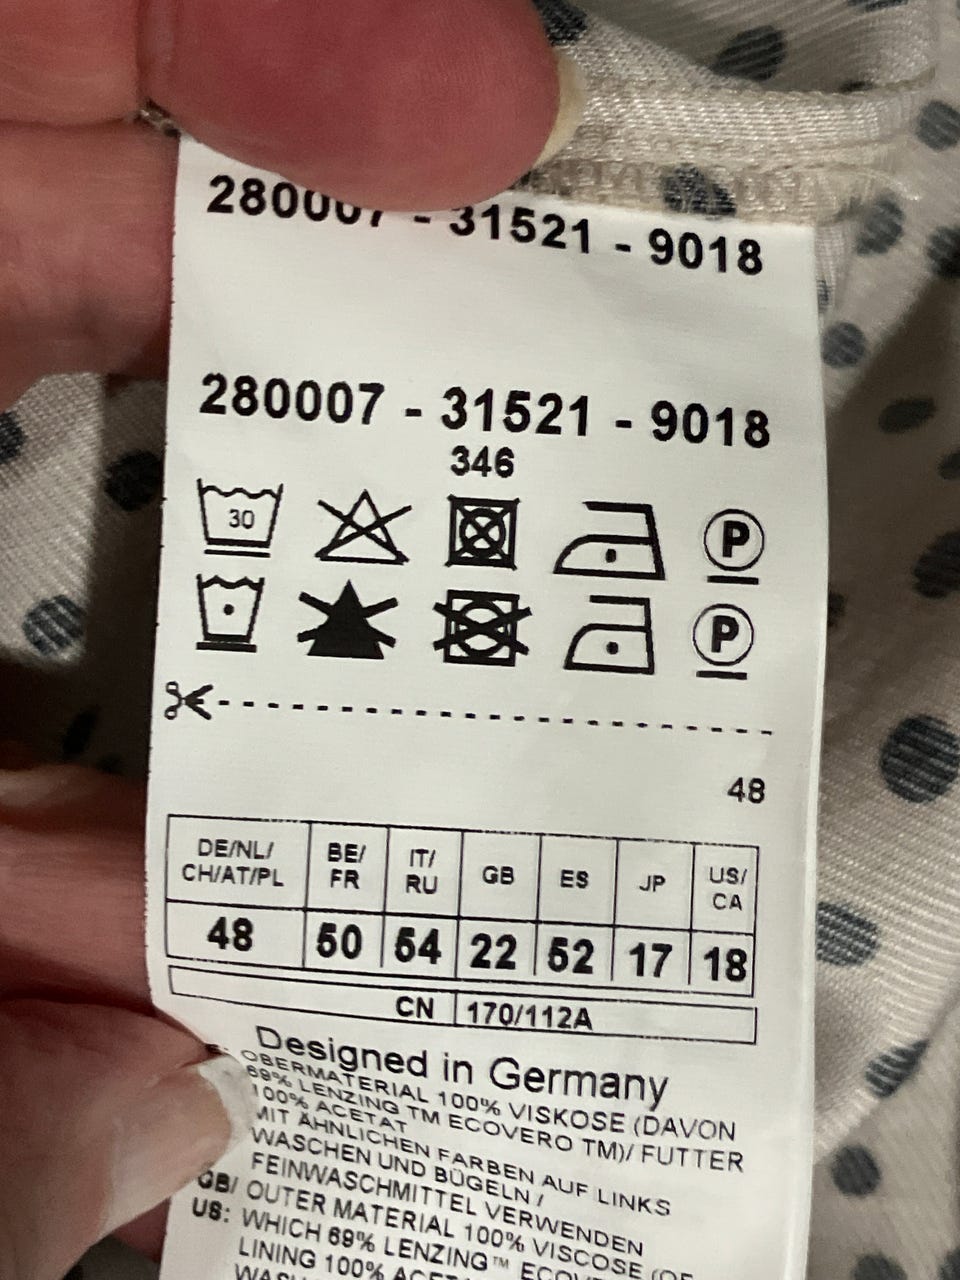 280007 - 31521 - 9018
280007 - 31521 - 9018
346
30
P
P
48
DE/NL/ CH/AT/PL BE/ FR IT/ RU GB ES JP US/ CA
48 50 54 22 52 17 18
CN 170/112A
Designed in Germany
OBERMATERIAL 100% VISKOSE (DAVON
69% LENZING TM ECOVERO TM)/ FUTTER
100% ACETAT
MIT ÄHNLICHEN FARBEN AUF LINKS
WASCHEN UND BÜGELN /
FEINWASCHMITTEL VERWENDEN
GB/ OUTER MATERIAL 100% VISCOSE (OF
US: WHICH 69% LENZING™
LINING 100%